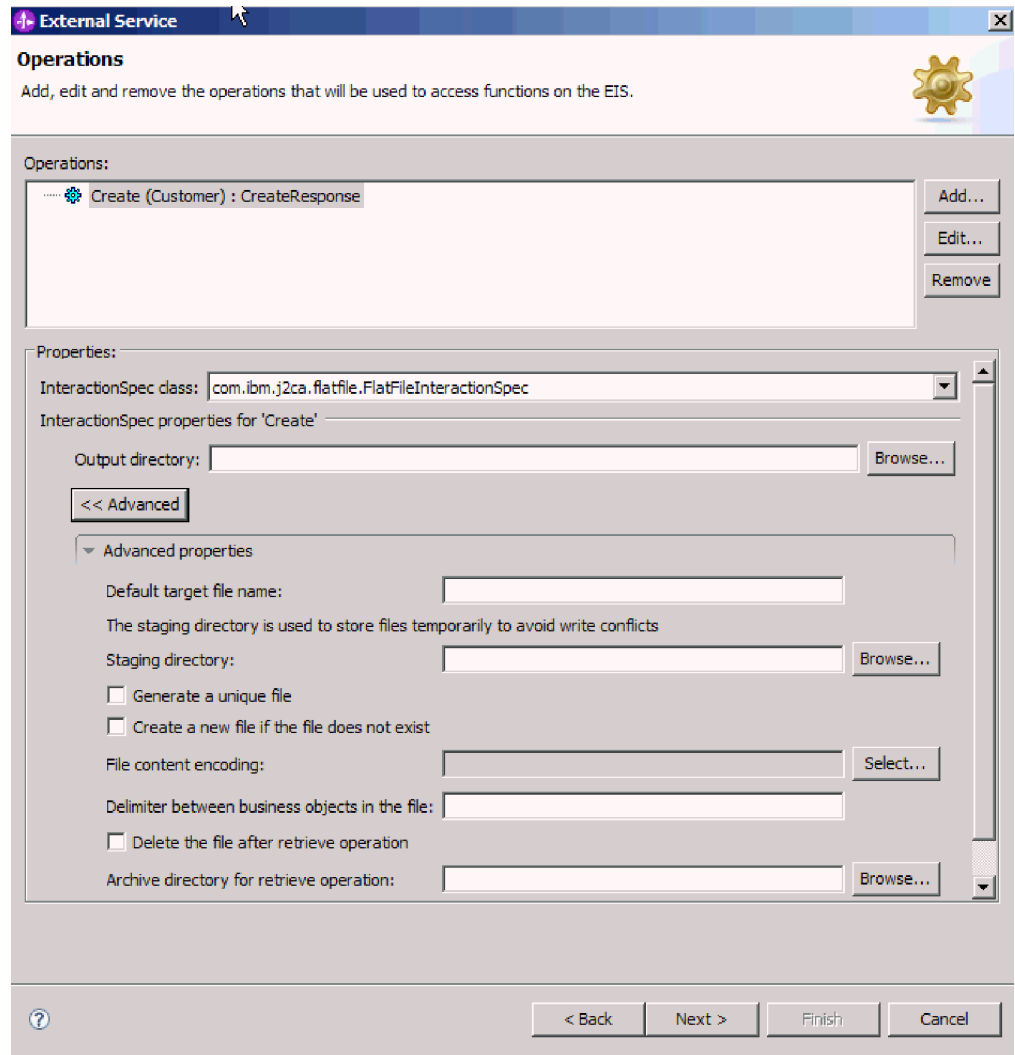 External Service
Operations
Add, edit and remove the operations that will be used to access functions on the EIS.
Operations:
Create (Customer) : CreateResponse
Add...
Edit...
Remove
Properties:
InteractionSpec class: com.ibm.j2ca.flatfile.FlatFileInteractionSpec
InteractionSpec properties for 'Create'
Output directory: Browse...
<< Advanced
Advanced properties
Default target file name:
The staging directory is used to store files temporarily to avoid write conflicts
Staging directory: Browse...
Generate a unique file
Create a new file if the file does not exist
File content encoding: Select...
Delimiter between business objects in the file:
Delete the file after retrieve operation
Archive directory for retrieve operation: Browse...
? < Back Next > Finish Cancel